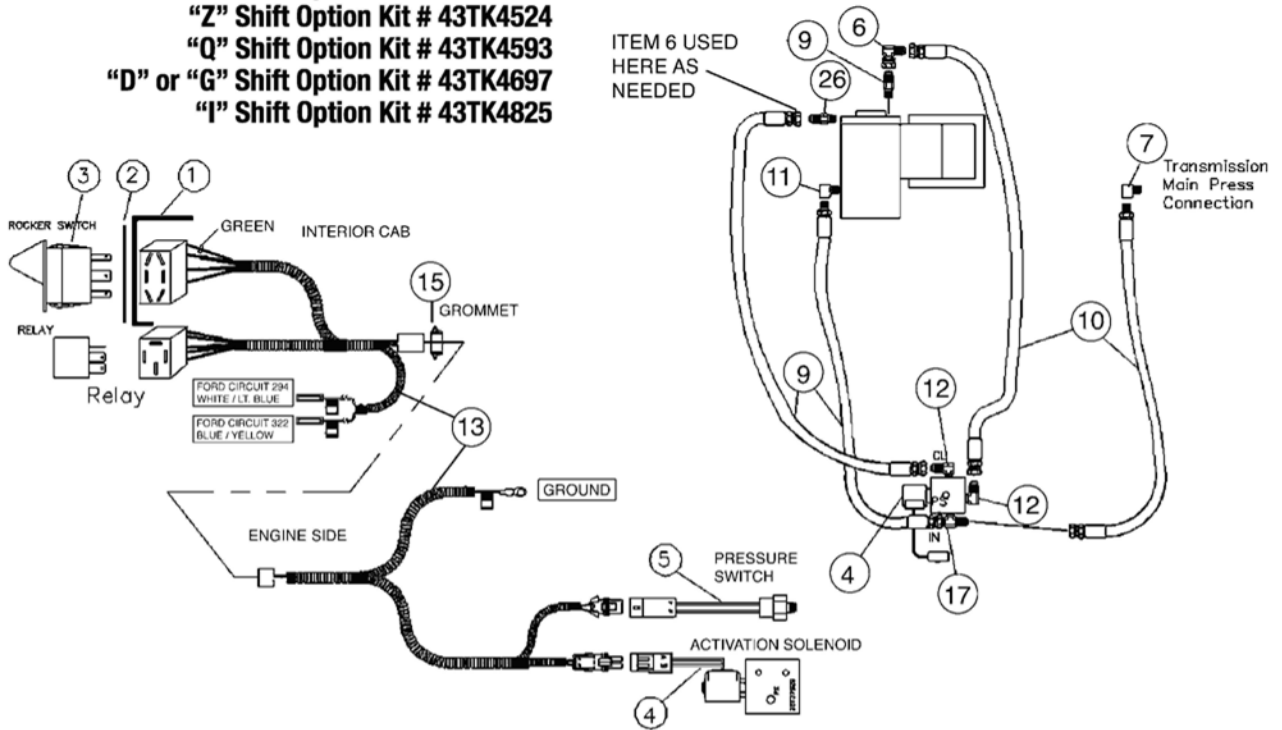 “Z” Shift Option Kit # 43TK4524
“Q” Shift Option Kit # 43TK4593
“D” or “G” Shift Option Kit # 43TK4697
“I” Shift Option Kit # 43TK4825
ITEM 6 USED
HERE AS
NEEDED
9
6
26
11
7
Transmission
Main Press
Connection
3
2
1
ROCKER SWITCH
GREEN
INTERIOR CAB
15
GROMMET
RELAY
Relay
FORD CIRCUIT 294
WHITE / LT. BLUE
FORD CIRCUIT 322
BLUE / YELLOW
13
10
9
12
CL
PS
12
4
IN
17
GROUND
ENGINE SIDE
5
PRESSURE
SWITCH
ACTIVATION SOLENOID
4